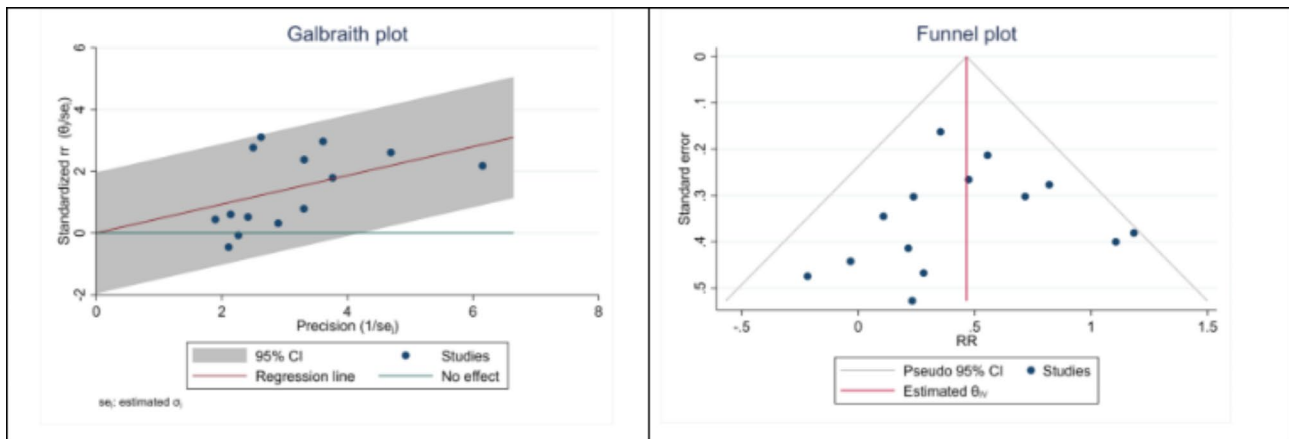 Galbraith plot
Standardized rr (θj/sej)
6
4
2
0
-2
0 2 4 6 8
Precision (1/sej)
95% CI Studies
Regression line No effect
sej: estimated σj
Funnel plot
Standard error
0
.1
.2
.3
.4
.5
-.5 0 .5 1 1.5
RR
Pseudo 95% CI Studies
Estimated θIV